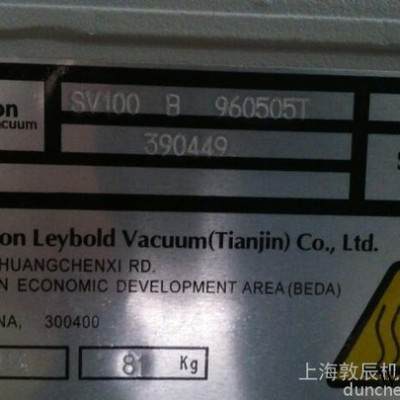 on SV100 B 960505T
acuum
390449
S
on Leybold Vacuum(Tianjin) Co., Ltd.
HUANGCHENXI RD.
N ECONOMIC DEVELOPMENT AREA(BEDA)
NA, 300400
81 Kg
上海敦辰机
dunche